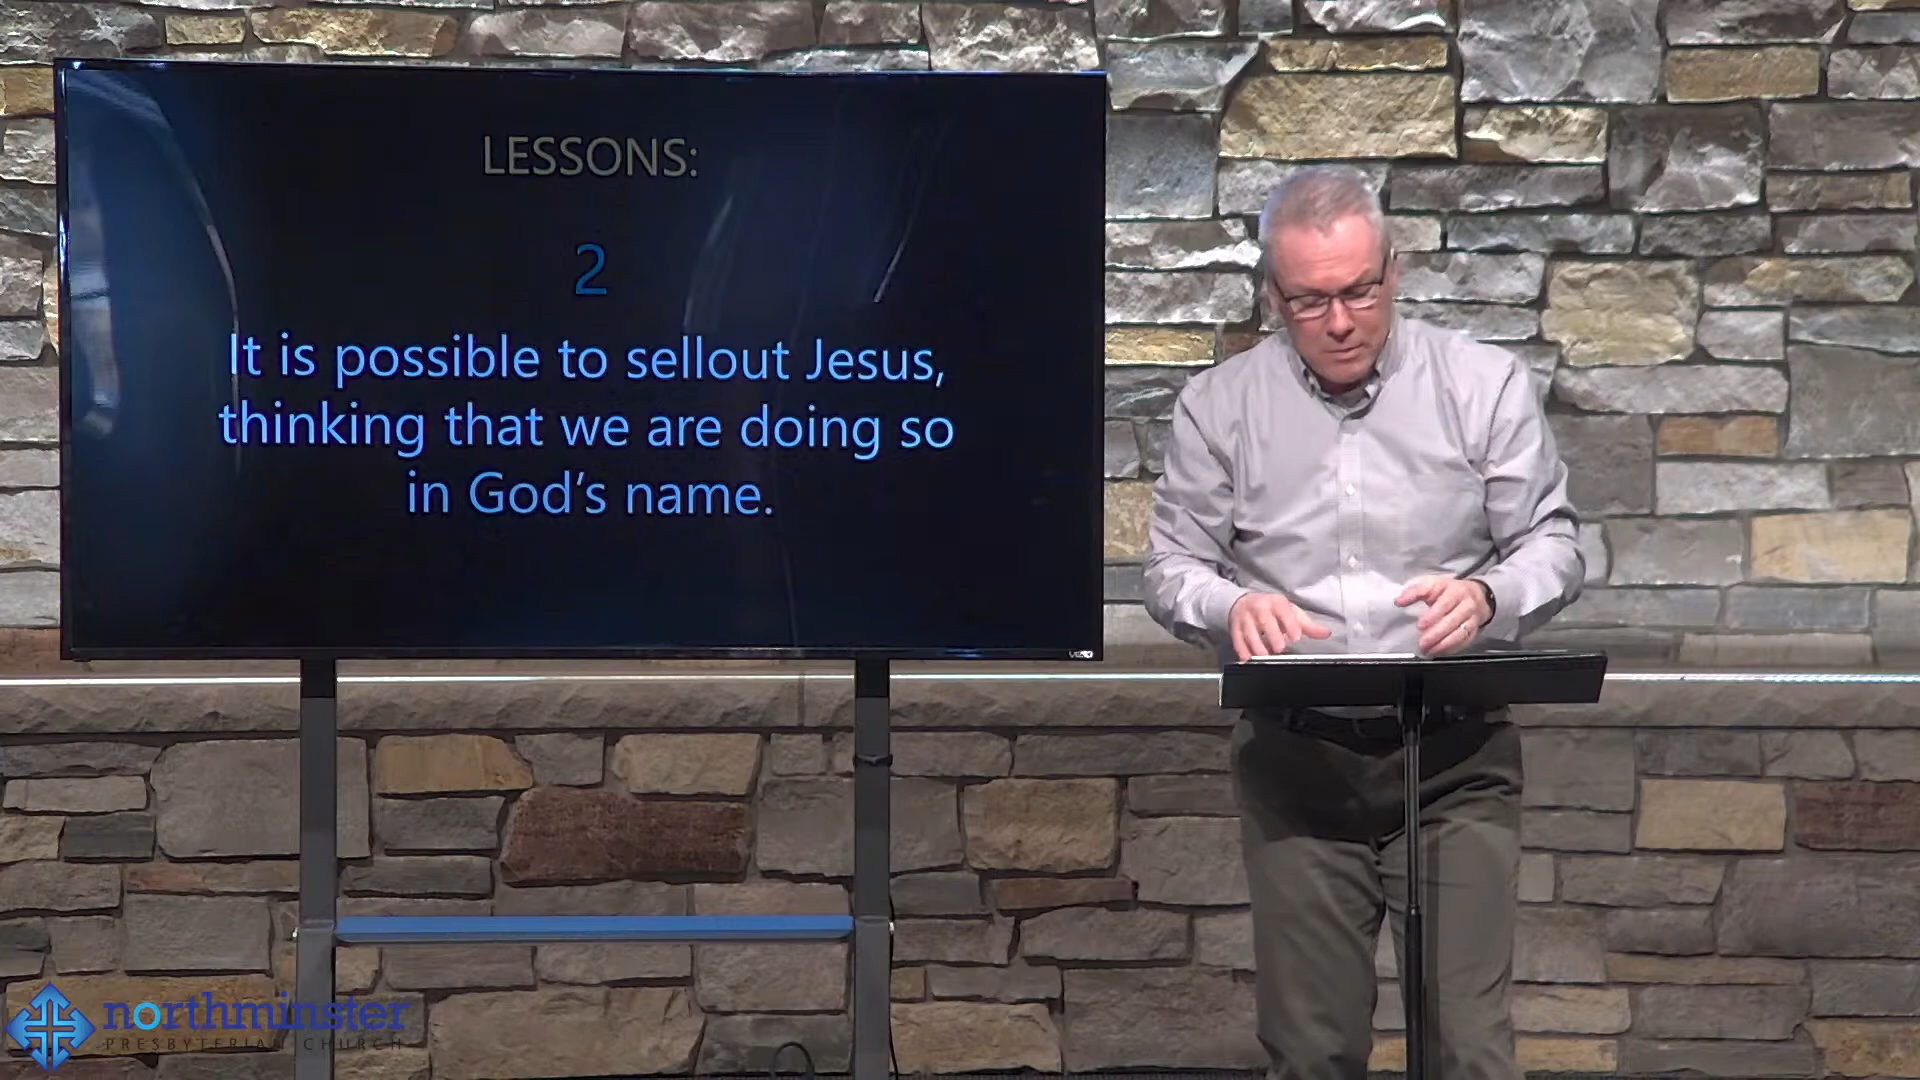 LESSONS:
2
It is possible to sellout Jesus,
thinking that we are doing so
in God's name.
VIZIO
northminster
PRESBYTERIAN CHURCH